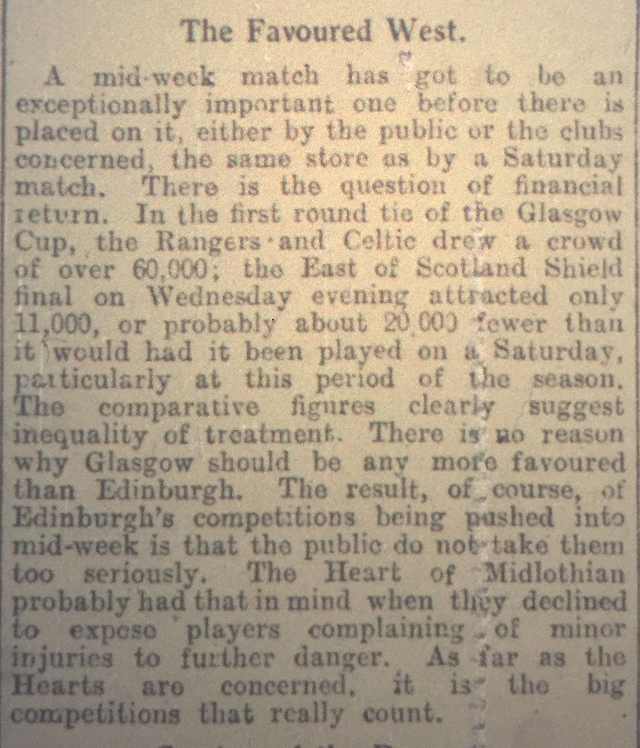 The Favoured West.
A mid-week match has got to be an
exceptionally important one before there is
placed on it, either by the public or the clubs
concerned, the same store as by a Saturday
match. There is the question of financial
return. In the first round tie of the Glasgow
Cup, the Rangers and Celtic drew a crowd
of over 60,000; the East of Scotland Shield
final on Wednesday evening attracted only
11,000, or probably about 20,000 fewer than
it would had it been played on a Saturday,
particularly at this period of the season.
The comparative figures clearly suggest
inequality of treatment. There is no reason
why Glasgow should be any more favoured
than Edinburgh. The result, of course, of
Edinburgh's competitions being pushed into
mid-week is that the public do not take them
too seriously. The Heart of Midlothian
probably had that in mind when they declined
to expose players complaining of minor
injuries to further danger. As far as the
Hearts are concerned, it is the big
competitions that really count.